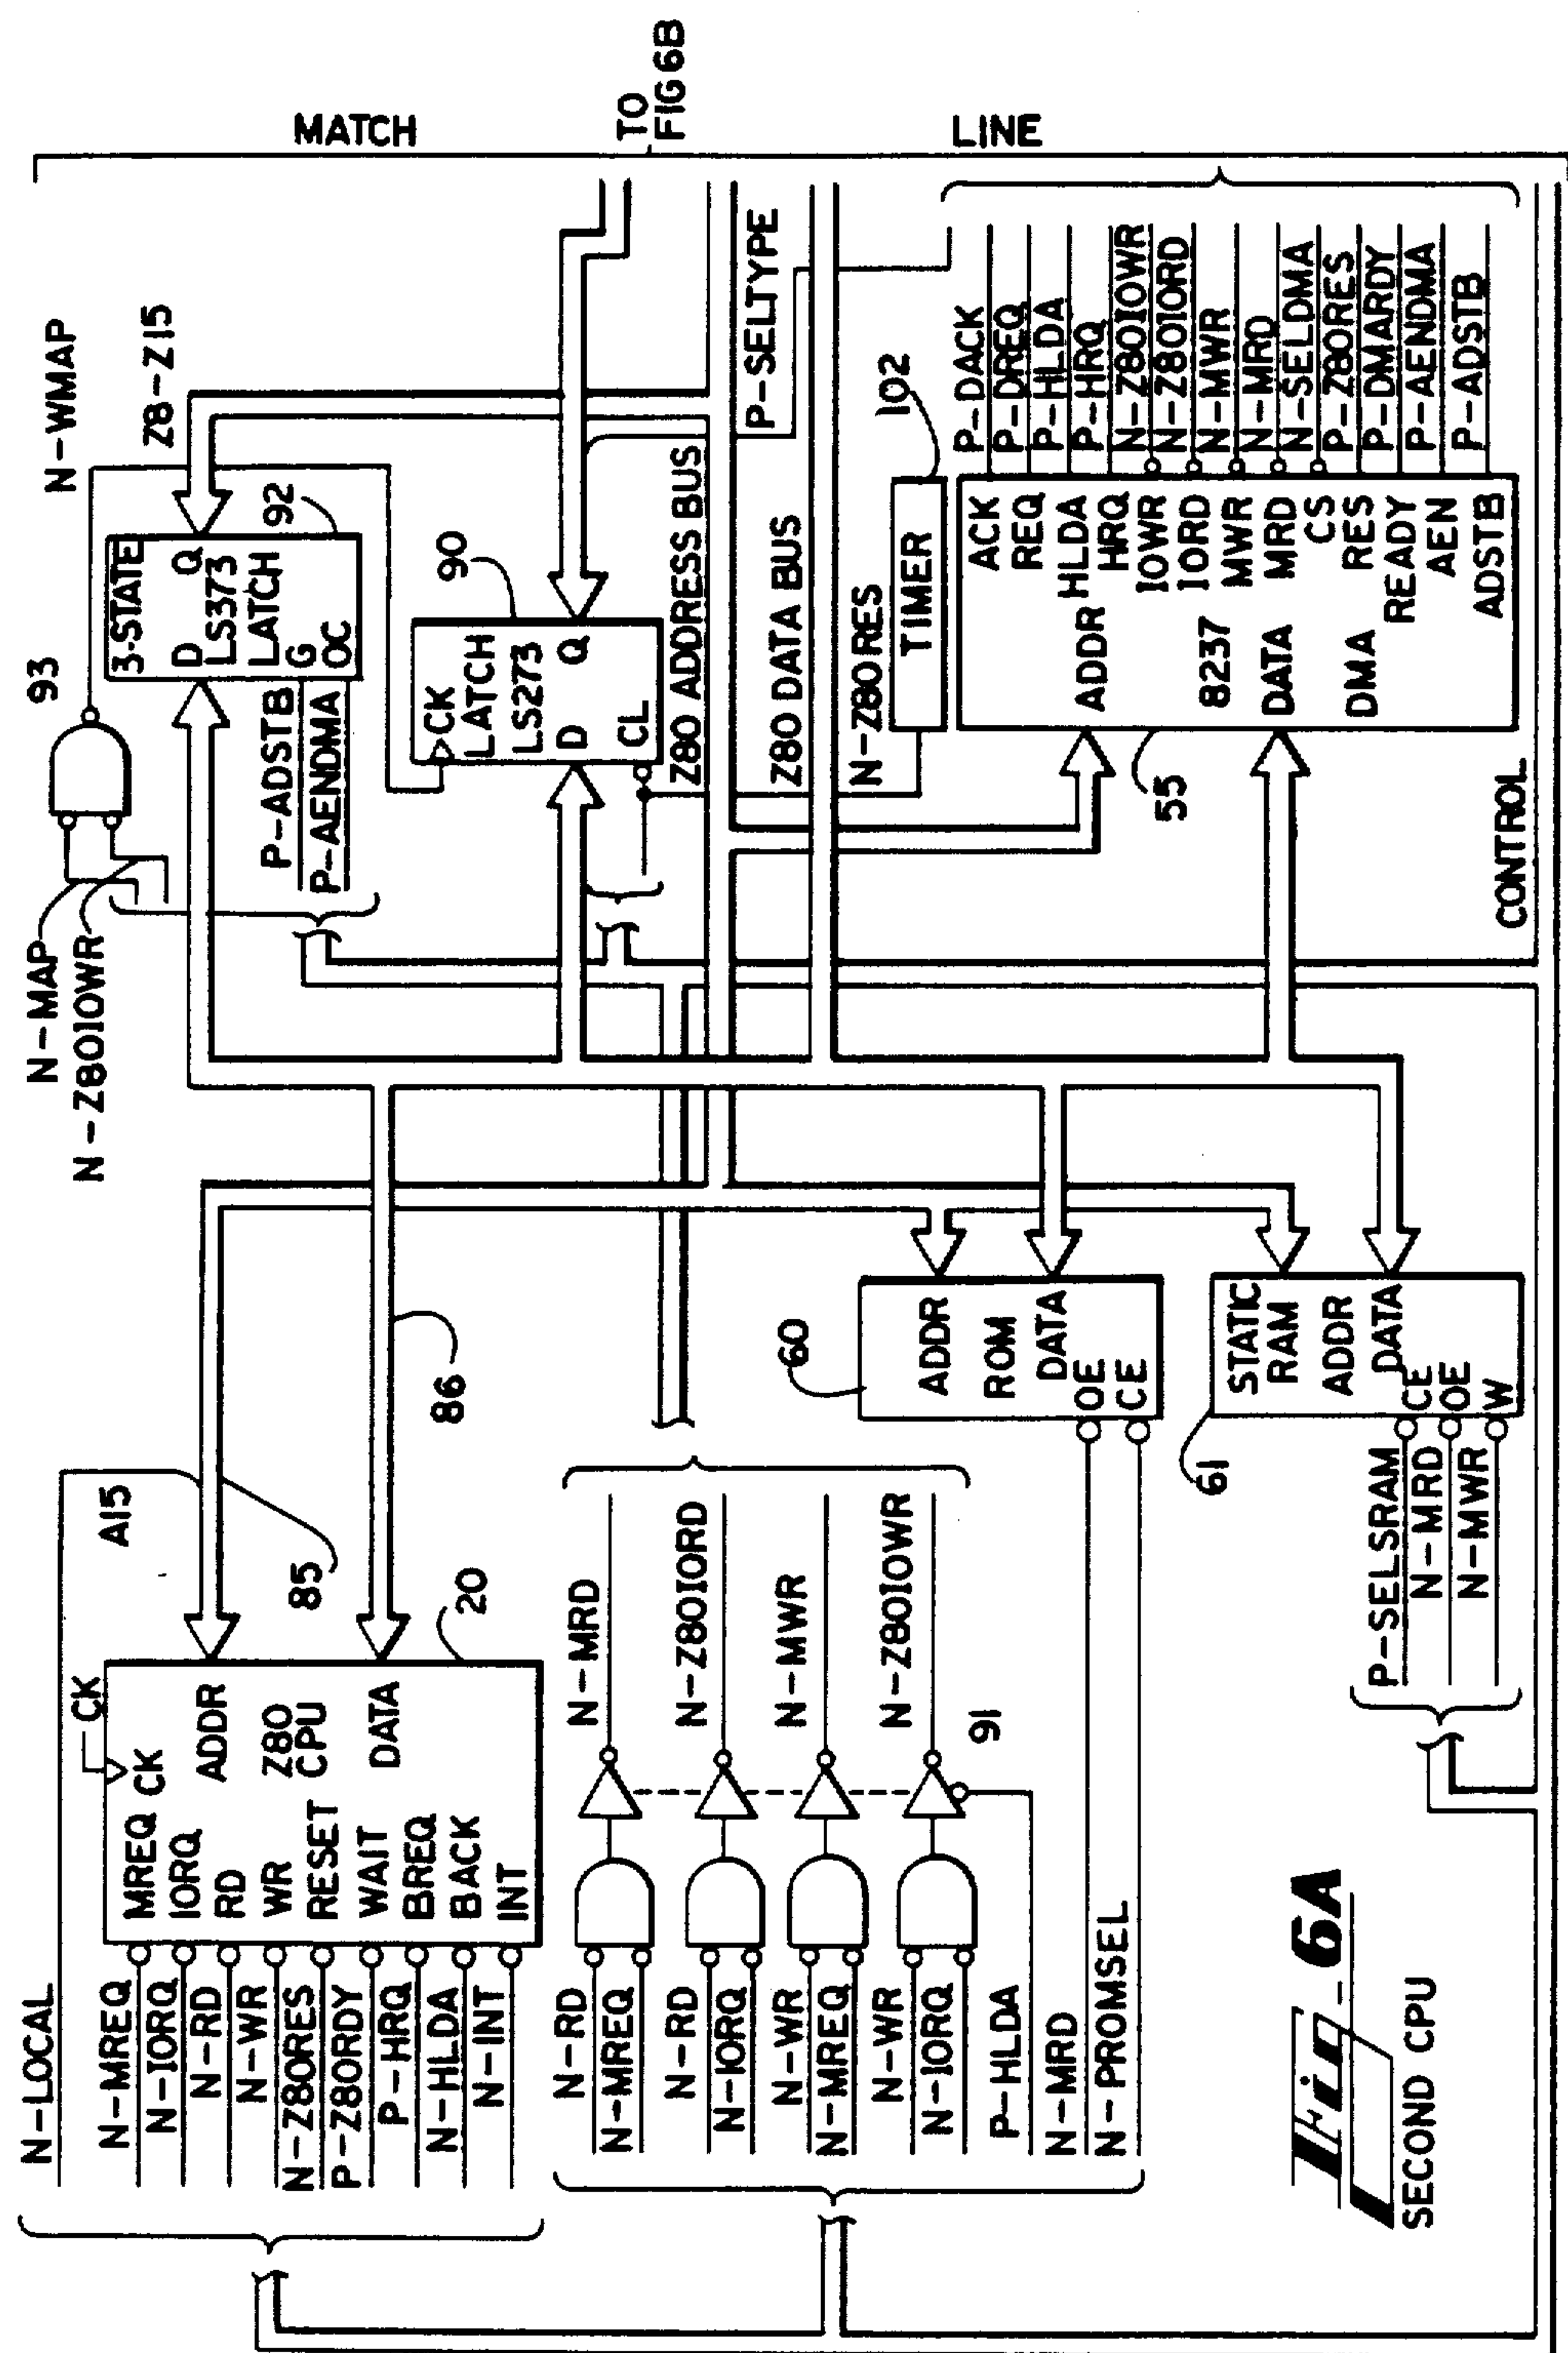 N-LOCAL
A15
CK
N-MREQ
N-IORQ
N-RD
N-WR
N-Z80RES
P-Z80RDY
P-HRQ
N-HLDA
N-INT
MREQ
IORQ
RD
WR
RESET
WAIT
BREQ
BACK
INT
CK
ADDR
Z80
CPU
DATA
20
85
86
N-RD
N-MREQ
N-RD
N-IORQ
N-WR
N-MREQ
N-WR
N-IORQ
P-HLDA
N-MRD
N-PROMSEL
N-MRD
N-Z80IORD
N-MWR
N-Z80IOWR
91
60
ADDR
ROM
DATA
OE
CE
P-SELSRAM
N-MRD
N-MWR
61
STATIC
RAM
ADDR
DATA
CE
OE
W
N-MAP
N-Z80IOWR
93
N-WMAP
P-ADSTB
P-AENDMA
3-STATE
D Q
LS373
LATCH
G
OC
92
Z8-Z15
CK
LATCH
LS273
D Q
CL
90
Z80 ADDRESS BUS
P-SELTYPE
Z80 DATA BUS
N-Z80RES
TIMER
102
ADDR
8237
DATA
DMA
55
ACK
REQ
HLDA
HRQ
IOWR
IORD
MWR
MRD
CS
RES
READY
AEN
ADSTB
P-DACK
P-DREQ
P-HLDA
P-HRQ
N-Z80IOWR
N-Z80IORD
N-MWR
N-MRD
N-SELDMA
P-Z80RES
P-DMARDY
P-AENDMA
P-ADSTB
CONTROL
MATCH
TO
FIG 6B
LINE
Fig_6A
SECOND CPU